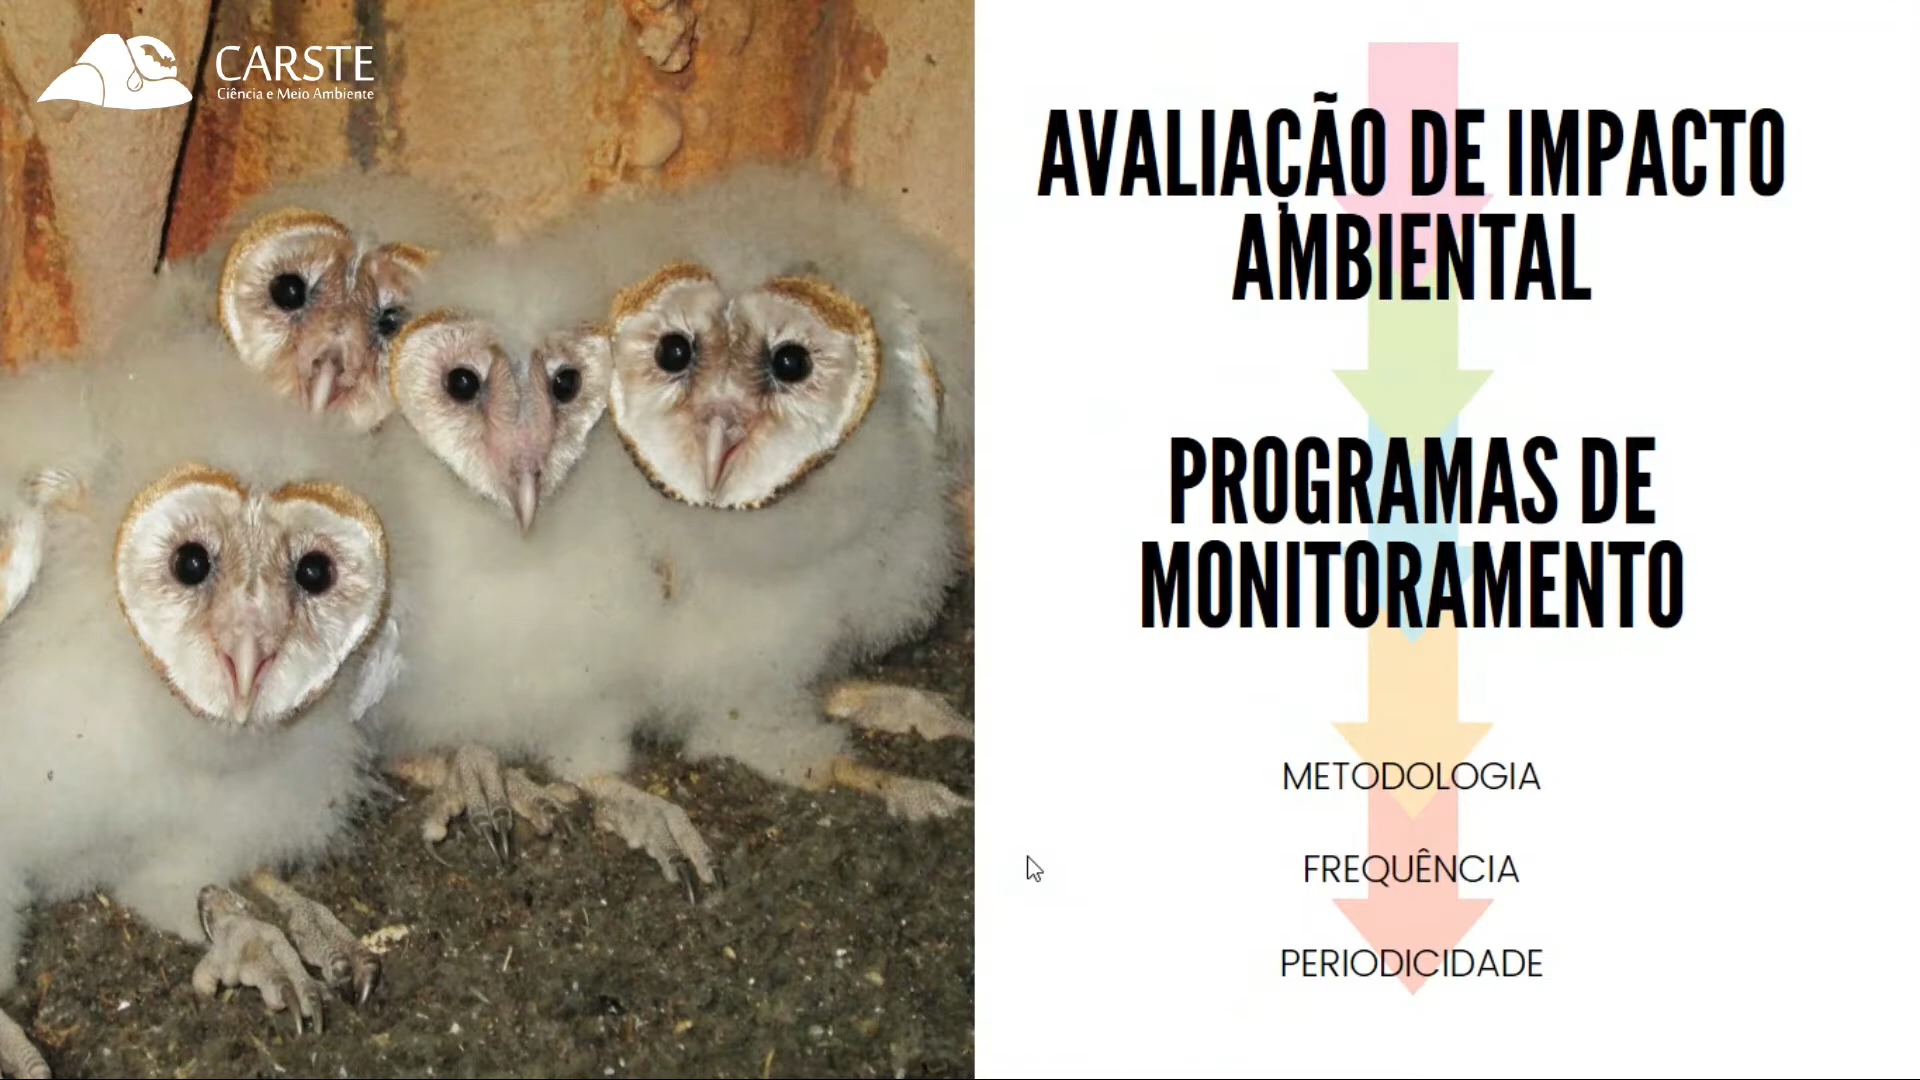 CARSTE
Ciência e Meio Ambiente
AVALIAÇÃO DE IMPACTO
AMBIENTAL
PROGRAMAS DE
MONITORAMENTO
METODOLOGIA
FREQUÊNCIA
PERIODICIDADE